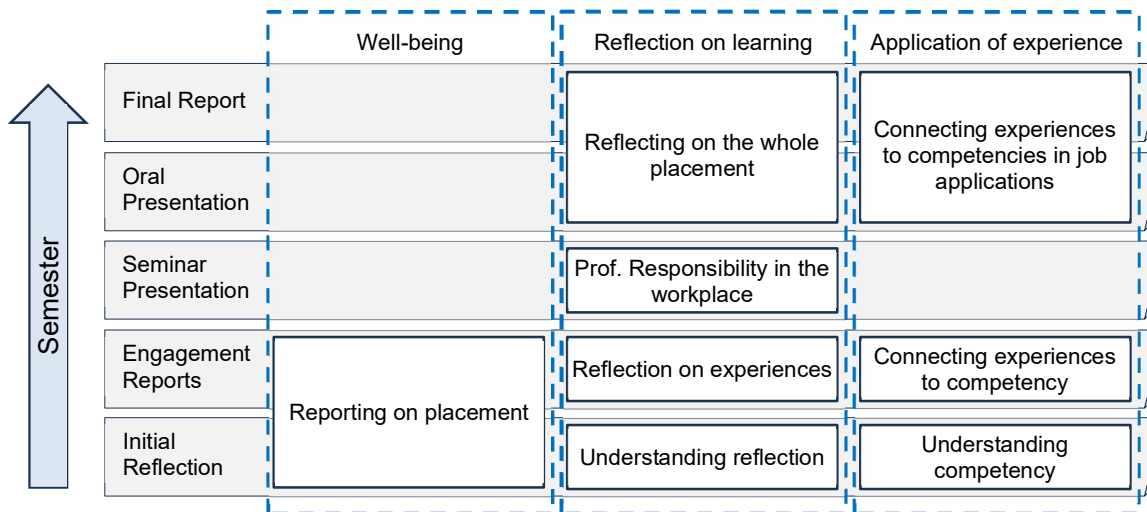 Well-being
Reflection on learning
Application of experience
Semester
Final Report
Reflecting on the whole
placement
Connecting experiences
to competencies in job
applications
Oral
Presentation
Seminar
Presentation
Prof. Responsibility in the
workplace
Engagement
Reports
Reporting on placement
Reflection on experiences
Connecting experiences
to competency
Initial
Reflection
Understanding reflection
Understanding
competency